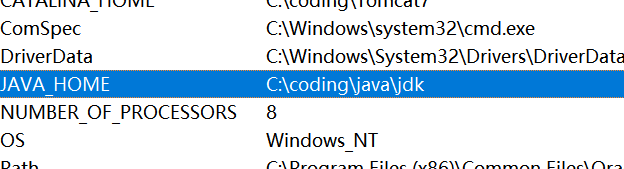 CATALINA_HOME C:\coding\Tomcat7
ComSpec C:\Windows\system32\cmd.exe
DriverData C:\Windows\System32\Drivers\DriverData
JAVA_HOME C:\coding\java\jdk
NUMBER_OF_PROCESSORS 8
OS Windows_NT
Path C:\Program Files (x86)\Common Files\Ora